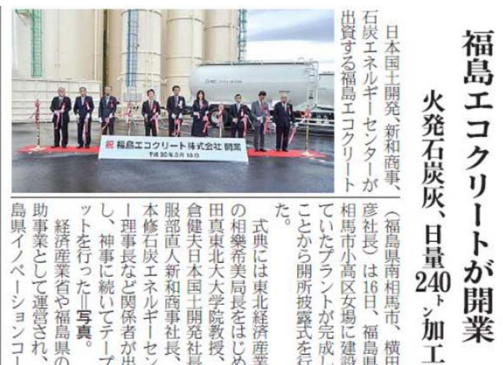 福島エコクリートが開業
火発石炭灰、日量240㌧加工
日本国土開発、新和商事、
石炭エネルギーセンターが
出資する福島エコクリート
(福島県南相馬市、横田
彦社長)は16日、福島県
相馬市小高区女場に建設
ていたプラントが完成し
ことから開所披露式を行
た。
式典には東北経済産業
の相樂希美局長をはじめ
田真東北大大学院教授、
倉健夫日本国土開発社長
服部直人新和商事社長、
本修石炭エネルギーセン
ー理事長など関係者が出
し、神事に続いてテープ
ットを行った=写真。
経済産業省や福島県の
助事業として運営され、
島県イノベーションコー
祝 福島エコクリート株式会社 開業
平成30年3月16日